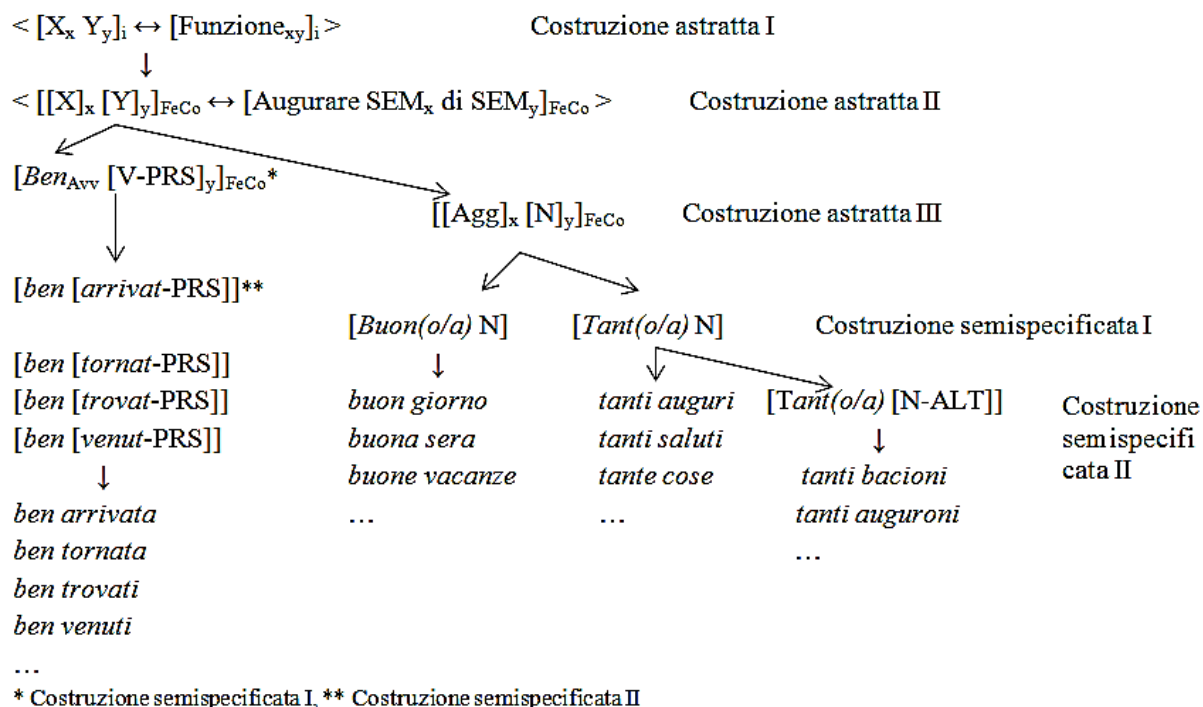 < [Xₓ Yᵧ]ᵢ ↔ [Funzioneₓᵧ]ᵢ > Costruzione astratta I
↓
< [[X]ₓ [Y]ᵧ]FeCo ↔ [Augurare SEMₓ di SEMᵧ]FeCo > Costruzione astratta II
[BenAvv [V-PRS]ᵧ]FeCo*
[[Agg]ₓ [N]ᵧ]FeCo Costruzione astratta III
[ben [arrivat-PRS]]**
[Buon(o/a) N] [Tant(o/a) N] Costruzione semispecificata I
[ben [tornat-PRS]] ↓
[ben [trovat-PRS]] buon giorno tanti auguri [Tant(o/a) [N-ALT]] Costruzione
[ben [venut-PRS]] buona sera tanti saluti ↓ semispecifi
↓ buone vacanze tante cose tanti bacioni cata II
ben arrivata … … tanti auguroni
ben tornata …
ben trovati
ben venuti
…
* Costruzione semispecificata I, ** Costruzione semispecificata II